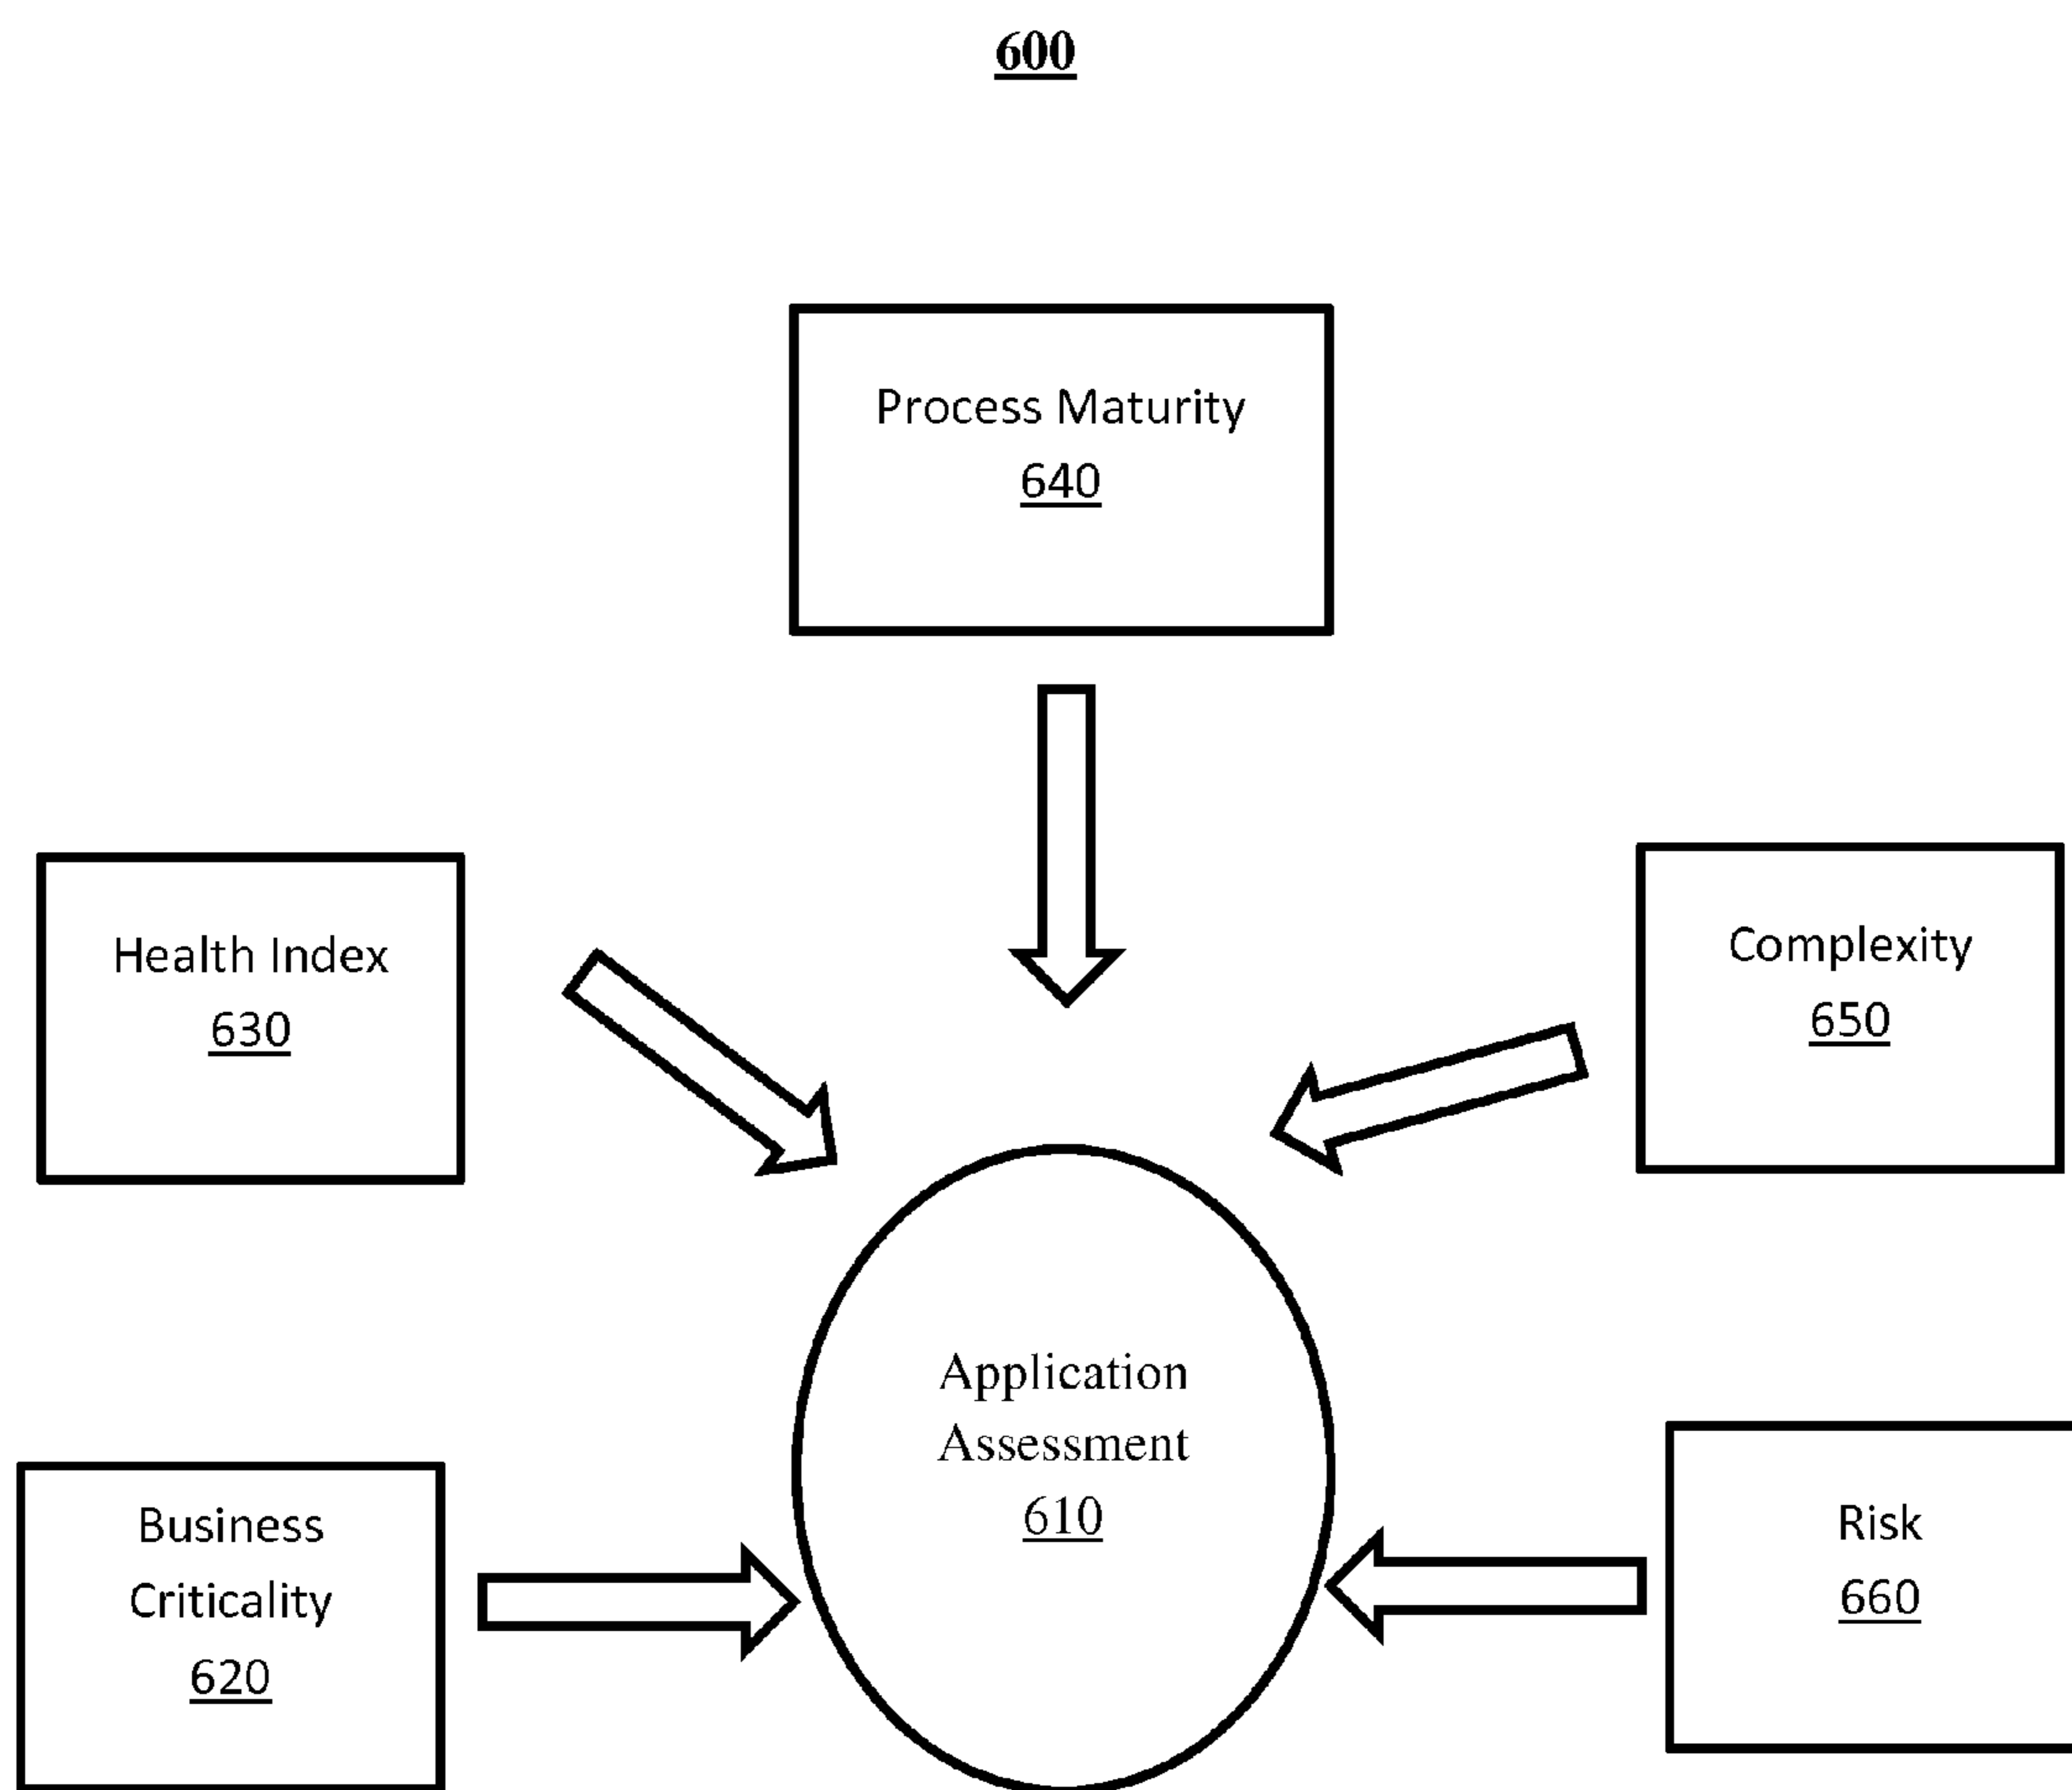 600
Process Maturity
640
Health Index
630
Complexity
650
Application
Assessment
610
Business
Criticality
620
Risk
660